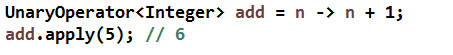 UnaryOperator<Integer> add = n -> n + 1;
add.apply(5); // 6